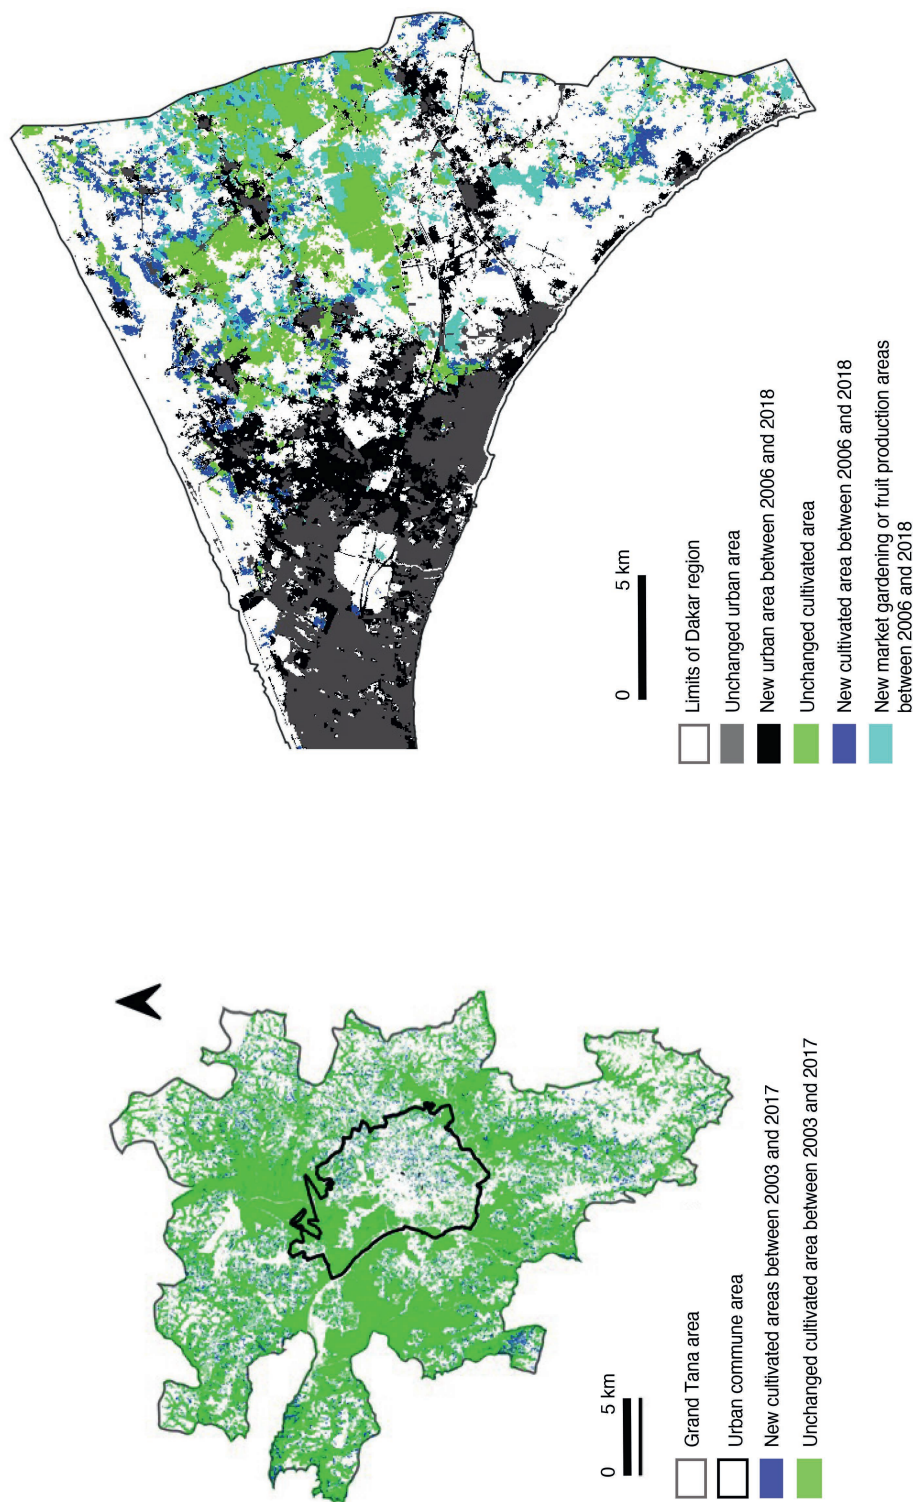 0 5 km
Grand Tana area
Urban commune area
New cultivated areas between 2003 and 2017
Unchanged cultivated area between 2003 and 2017
0 5 km
Limits of Dakar region
Unchanged urban area
New urban area between 2006 and 2018
Unchanged cultivated area
New cultivated area between 2006 and 2018
New market gardening or fruit production areas
between 2006 and 2018